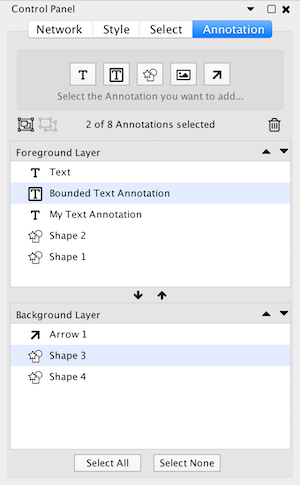 Control Panel
Network Style Select Annotation
T T
Select the Annotation you want to add...
2 of 8 Annotations selected
Foreground Layer
T Text
T Bounded Text Annotation
T My Text Annotation
Shape 2
Shape 1
Background Layer
Arrow 1
Shape 3
Shape 4
Select All Select None